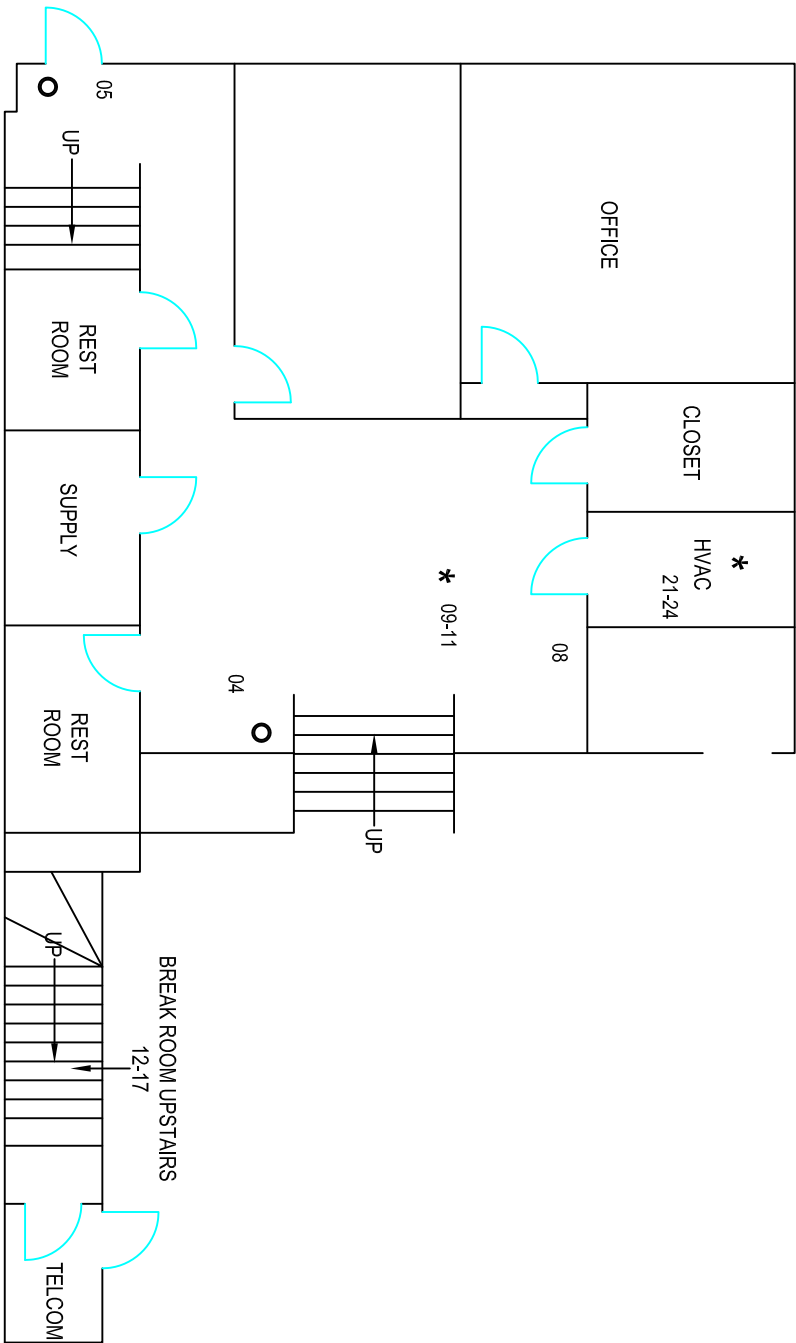 05
UP
OFFICE
REST
ROOM
CLOSET
SUPPLY
*
HVAC
21-24
*
09-11
08
04
REST
ROOM
UP
UP
BREAK ROOM UPSTAIRS
12-17
TELCOM